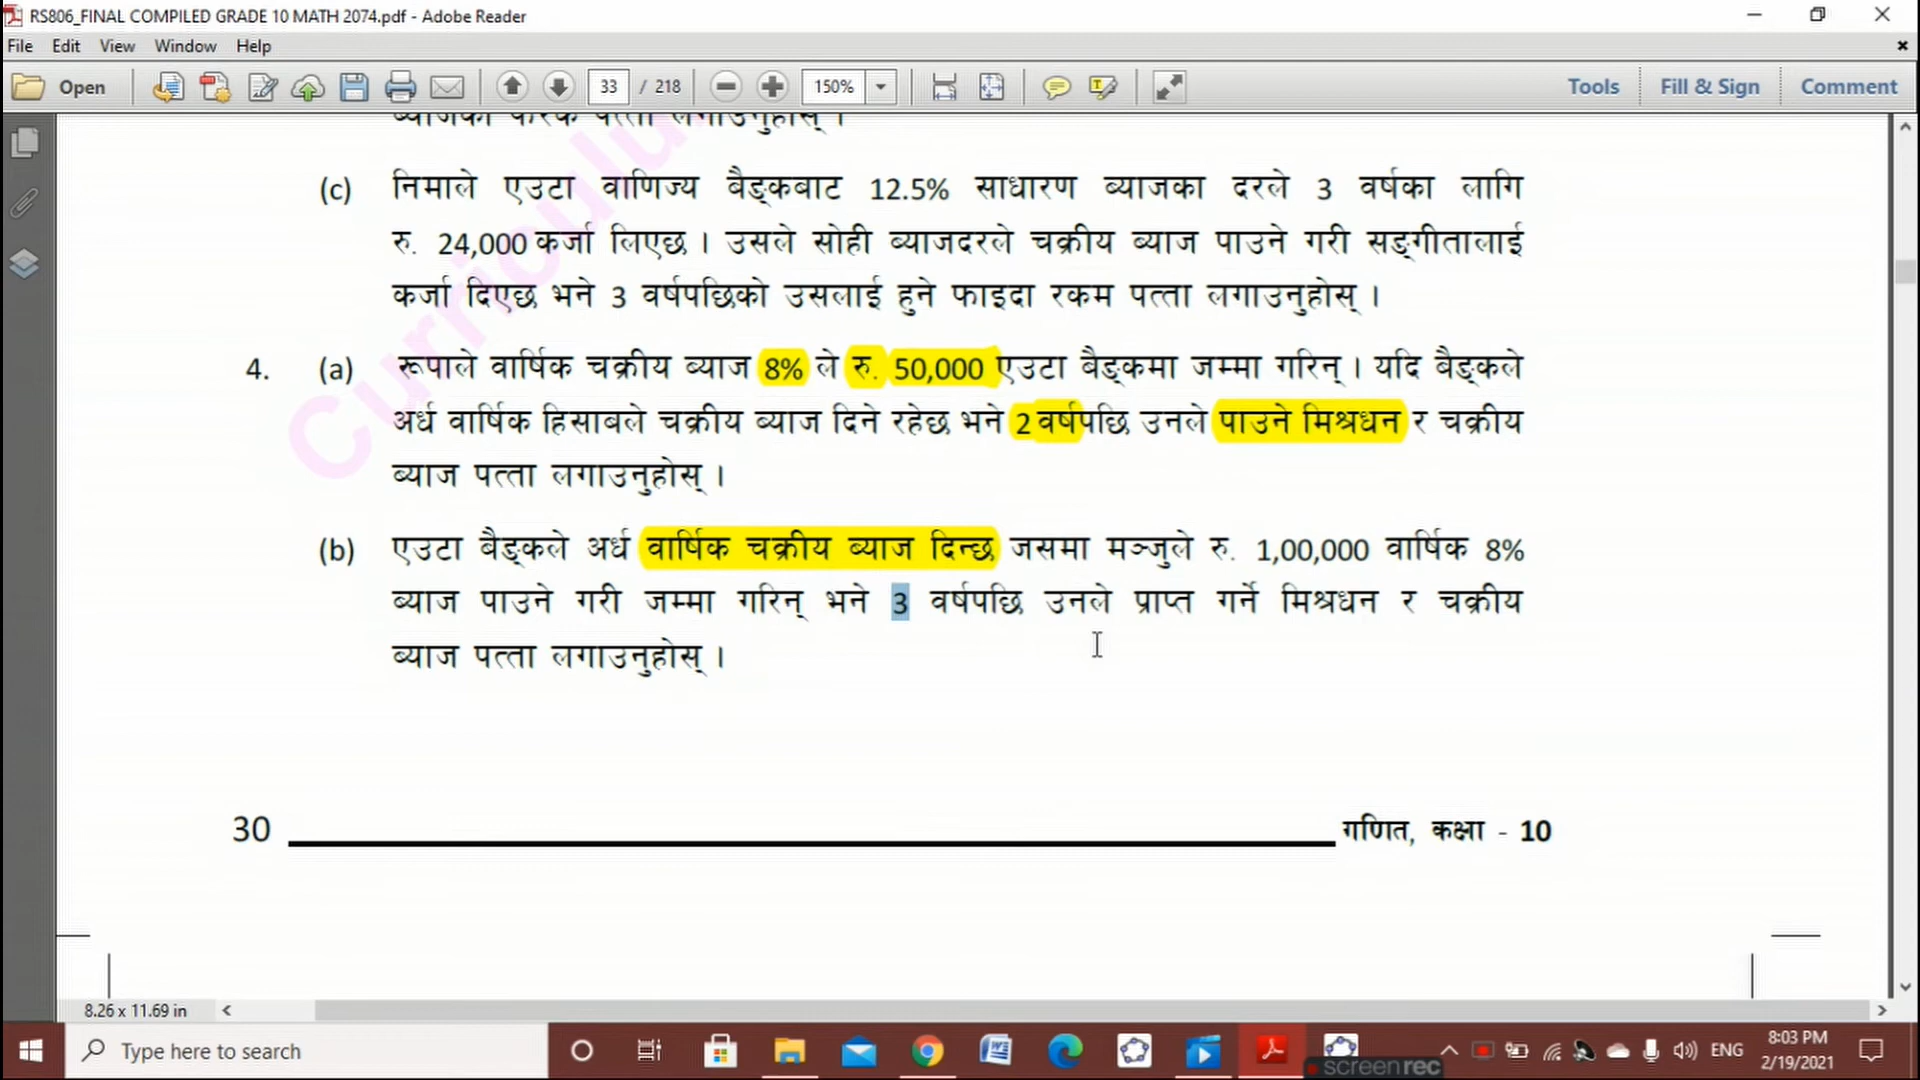 RS806_FINAL COMPILED GRADE 10 MATH 2074.pdf - Adobe Reader
File Edit View Window Help
Open 33 / 218 150% Tools Fill & Sign Comment
ब्याजको फरक पत्ता लगाउनुहोस् ।
(c) निमाले एउटा वाणिज्य बैङ्कबाट 12.5% साधारण ब्याजका दरले 3 वर्षका लागि
रु. 24,000 कर्जा लिएछ । उसले सोही ब्याजदरले चक्रीय ब्याज पाउने गरी सङ्गीतालाई
कर्जा दिएछ भने 3 वर्षपछिको उसलाई हुने फाइदा रकम पत्ता लगाउनुहोस् ।
4. (a) रूपाले वार्षिक चक्रीय ब्याज 8% ले रु. 50,000 एउटा बैङ्कमा जम्मा गरिन् । यदि बैङ्कले
अर्ध वार्षिक हिसाबले चक्रीय ब्याज दिने रहेछ भने 2 वर्षपछि उनले पाउने मिश्रधन र चक्रीय
ब्याज पत्ता लगाउनुहोस् ।
(b) एउटा बैङ्कले अर्ध वार्षिक चक्रीय ब्याज दिन्छ जसमा मञ्जुले रु. 1,00,000 वार्षिक 8%
ब्याज पाउने गरी जम्मा गरिन् भने 3 वर्षपछि उनले प्राप्त गर्ने मिश्रधन र चक्रीय
ब्याज पत्ता लगाउनुहोस् ।
Curriculu
30 गणित, कक्षा - 10
8.26 x 11.69 in
Type here to search
ENG
8:03 PM
2/19/2021
screenrec